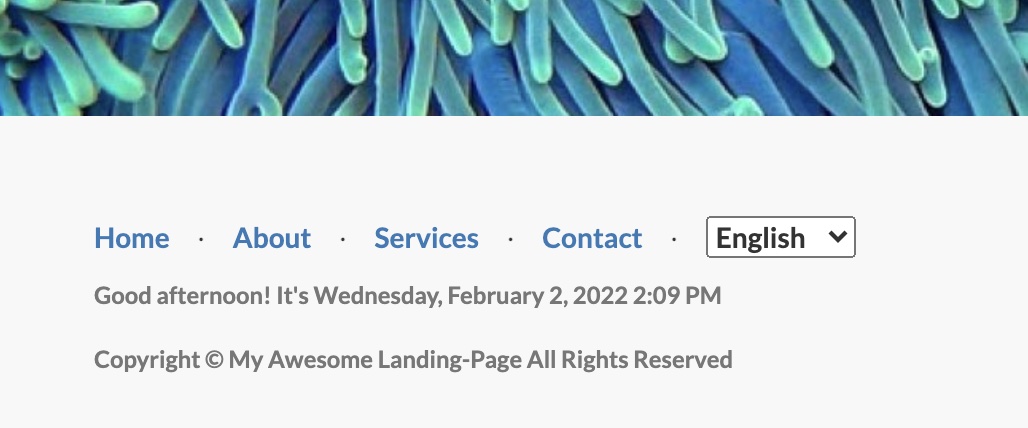 Home · About · Services · Contact · English
Good afternoon! It's Wednesday, February 2, 2022 2:09 PM
Copyright © My Awesome Landing-Page All Rights Reserved